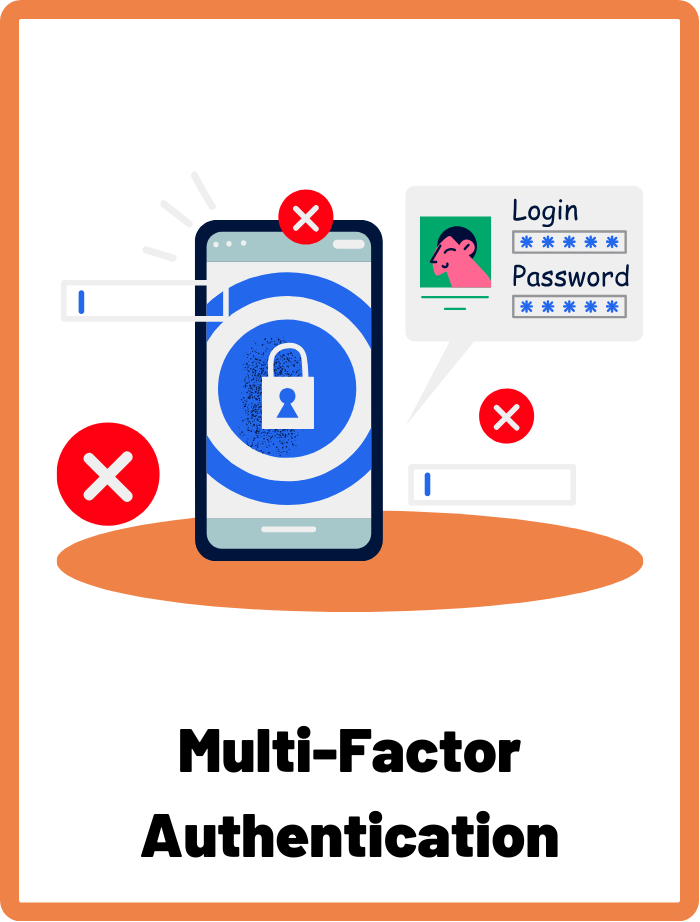 Login
*****
Password
*****
Multi-Factor
Authentication